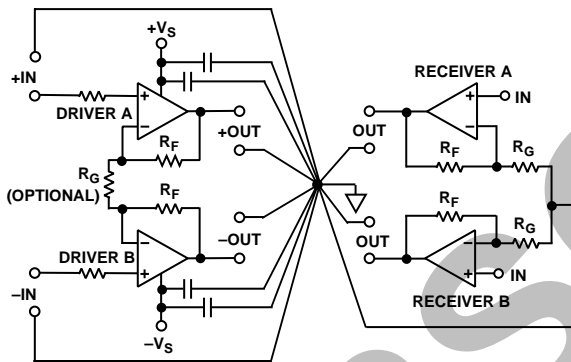 +VS
+IN
DRIVER A
+
−
RF
+OUT
RG
(OPTIONAL)
RF
−OUT
−
+
DRIVER B
−IN
−VS
RECEIVER A
+
−
IN
OUT
RF
RG
RF
RG
OUT
−
+
IN
RECEIVER B